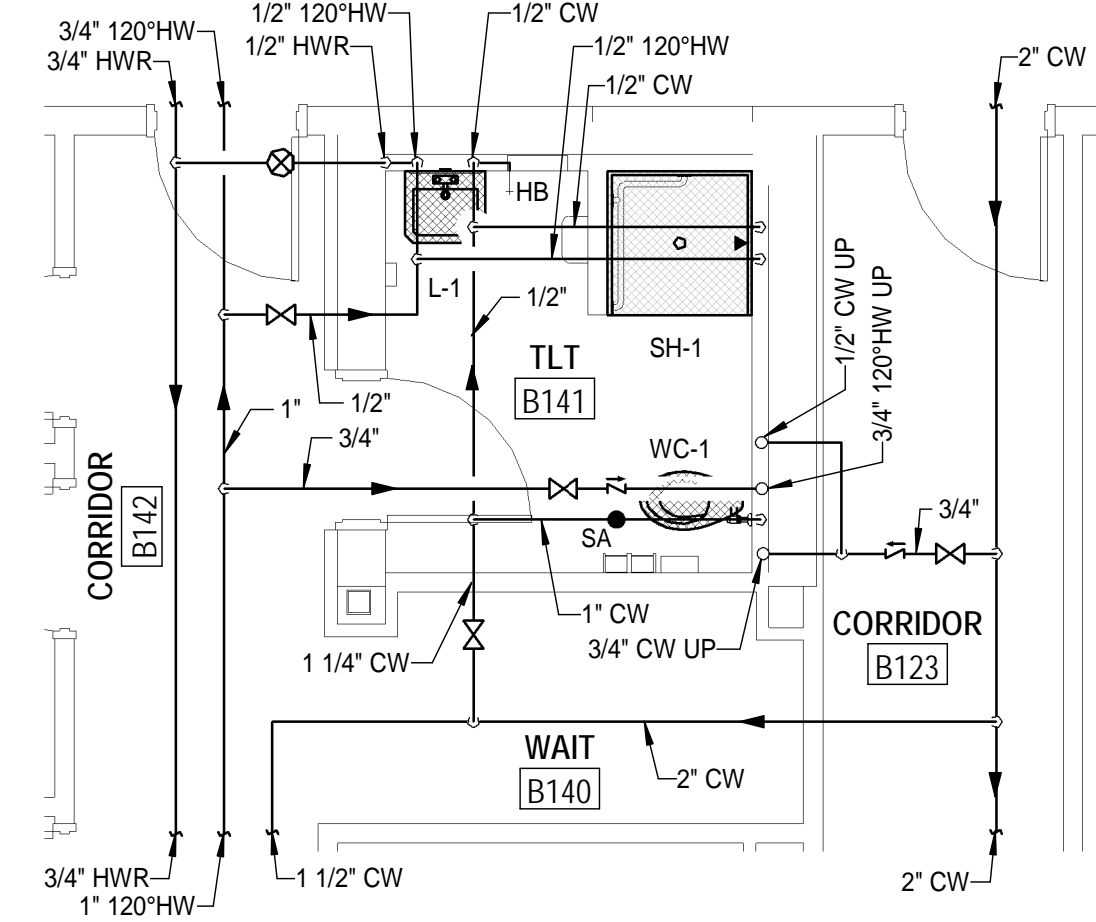 1/2" 120°HW
1/2" CW
3/4" 120°HW
1/2" HWR
1/2" 120°HW
3/4" HWR
2" CW
1/2" CW
HB
L-1
1/2"
SH-1
1/2" CW UP
3/4" 120°HW UP
TLT
B141
1/2"
1"
3/4"
WC-1
CORRIDOR
B142
SA
3/4"
1" CW
CORRIDOR
B123
3/4" CW UP
1 1/4" CW
WAIT
B140
2" CW
3/4" HWR
1 1/2" CW
2" CW
1" 120°HW